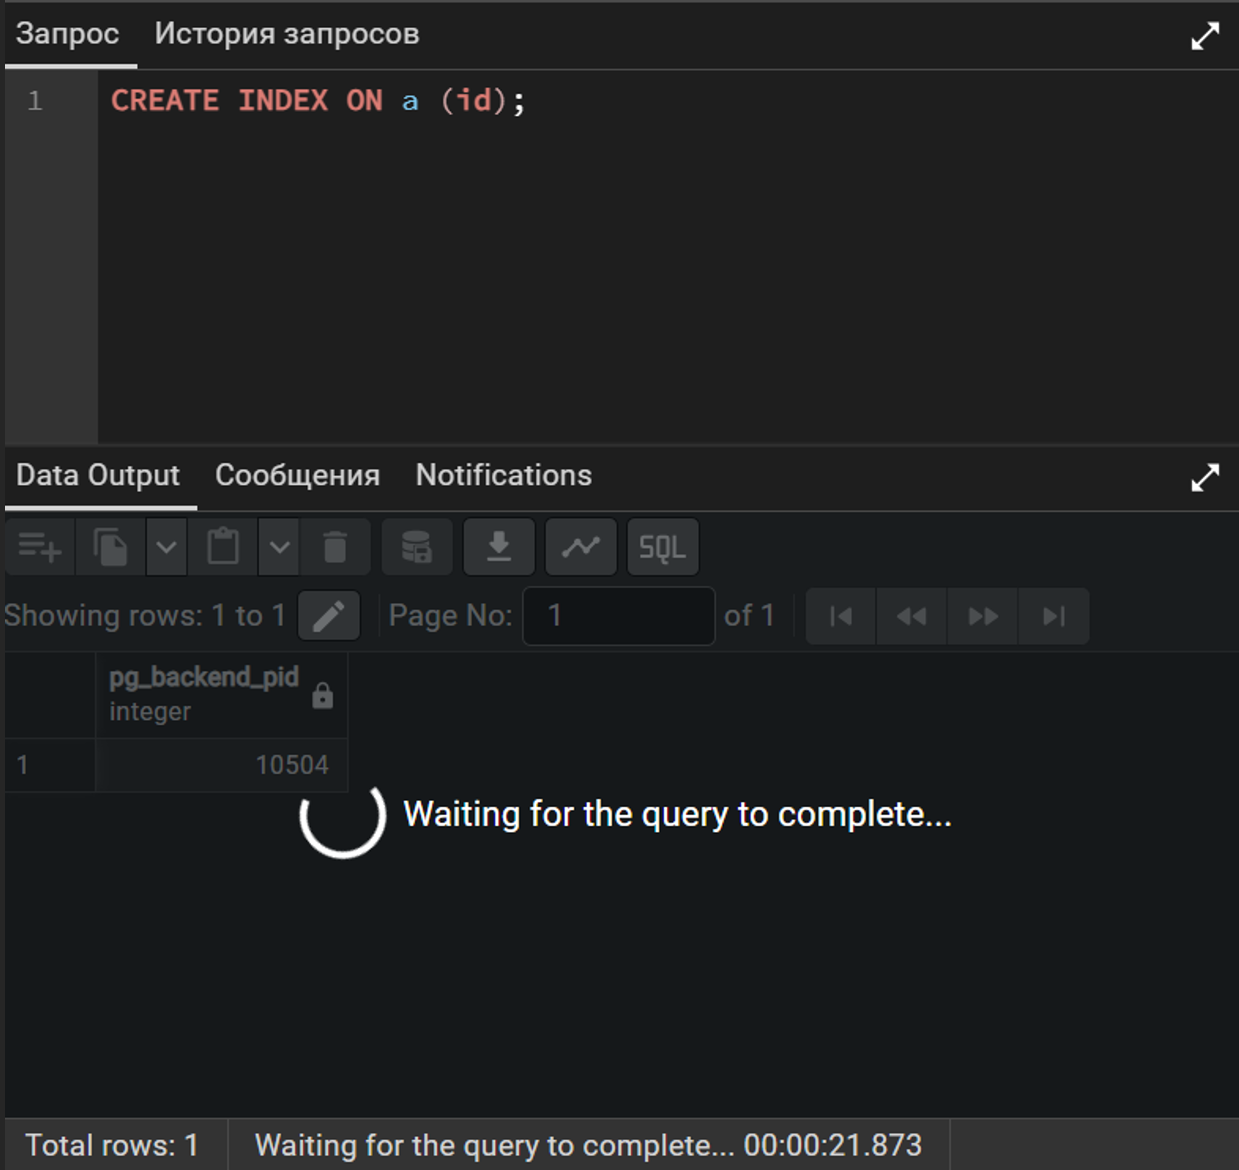 Запрос История запросов
1 CREATE INDEX ON a (id);
Data Output Сообщения Notifications
SQL
Showing rows: 1 to 1 Page No: 1 of 1
pg_backend_pid
integer
1 10504
Waiting for the query to complete...
Total rows: 1 Waiting for the query to complete... 00:00:21.873